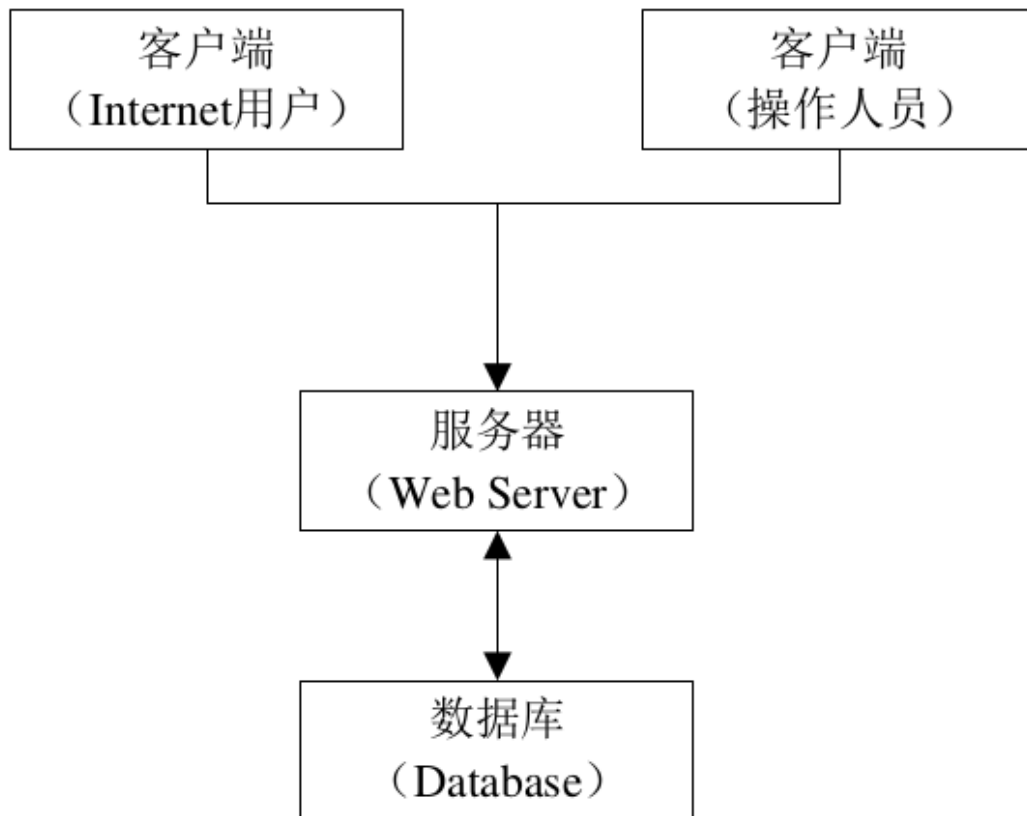 客户端
（Internet用户）
客户端
（操作人员）
服务器
（Web Server）
数据库
（Database）